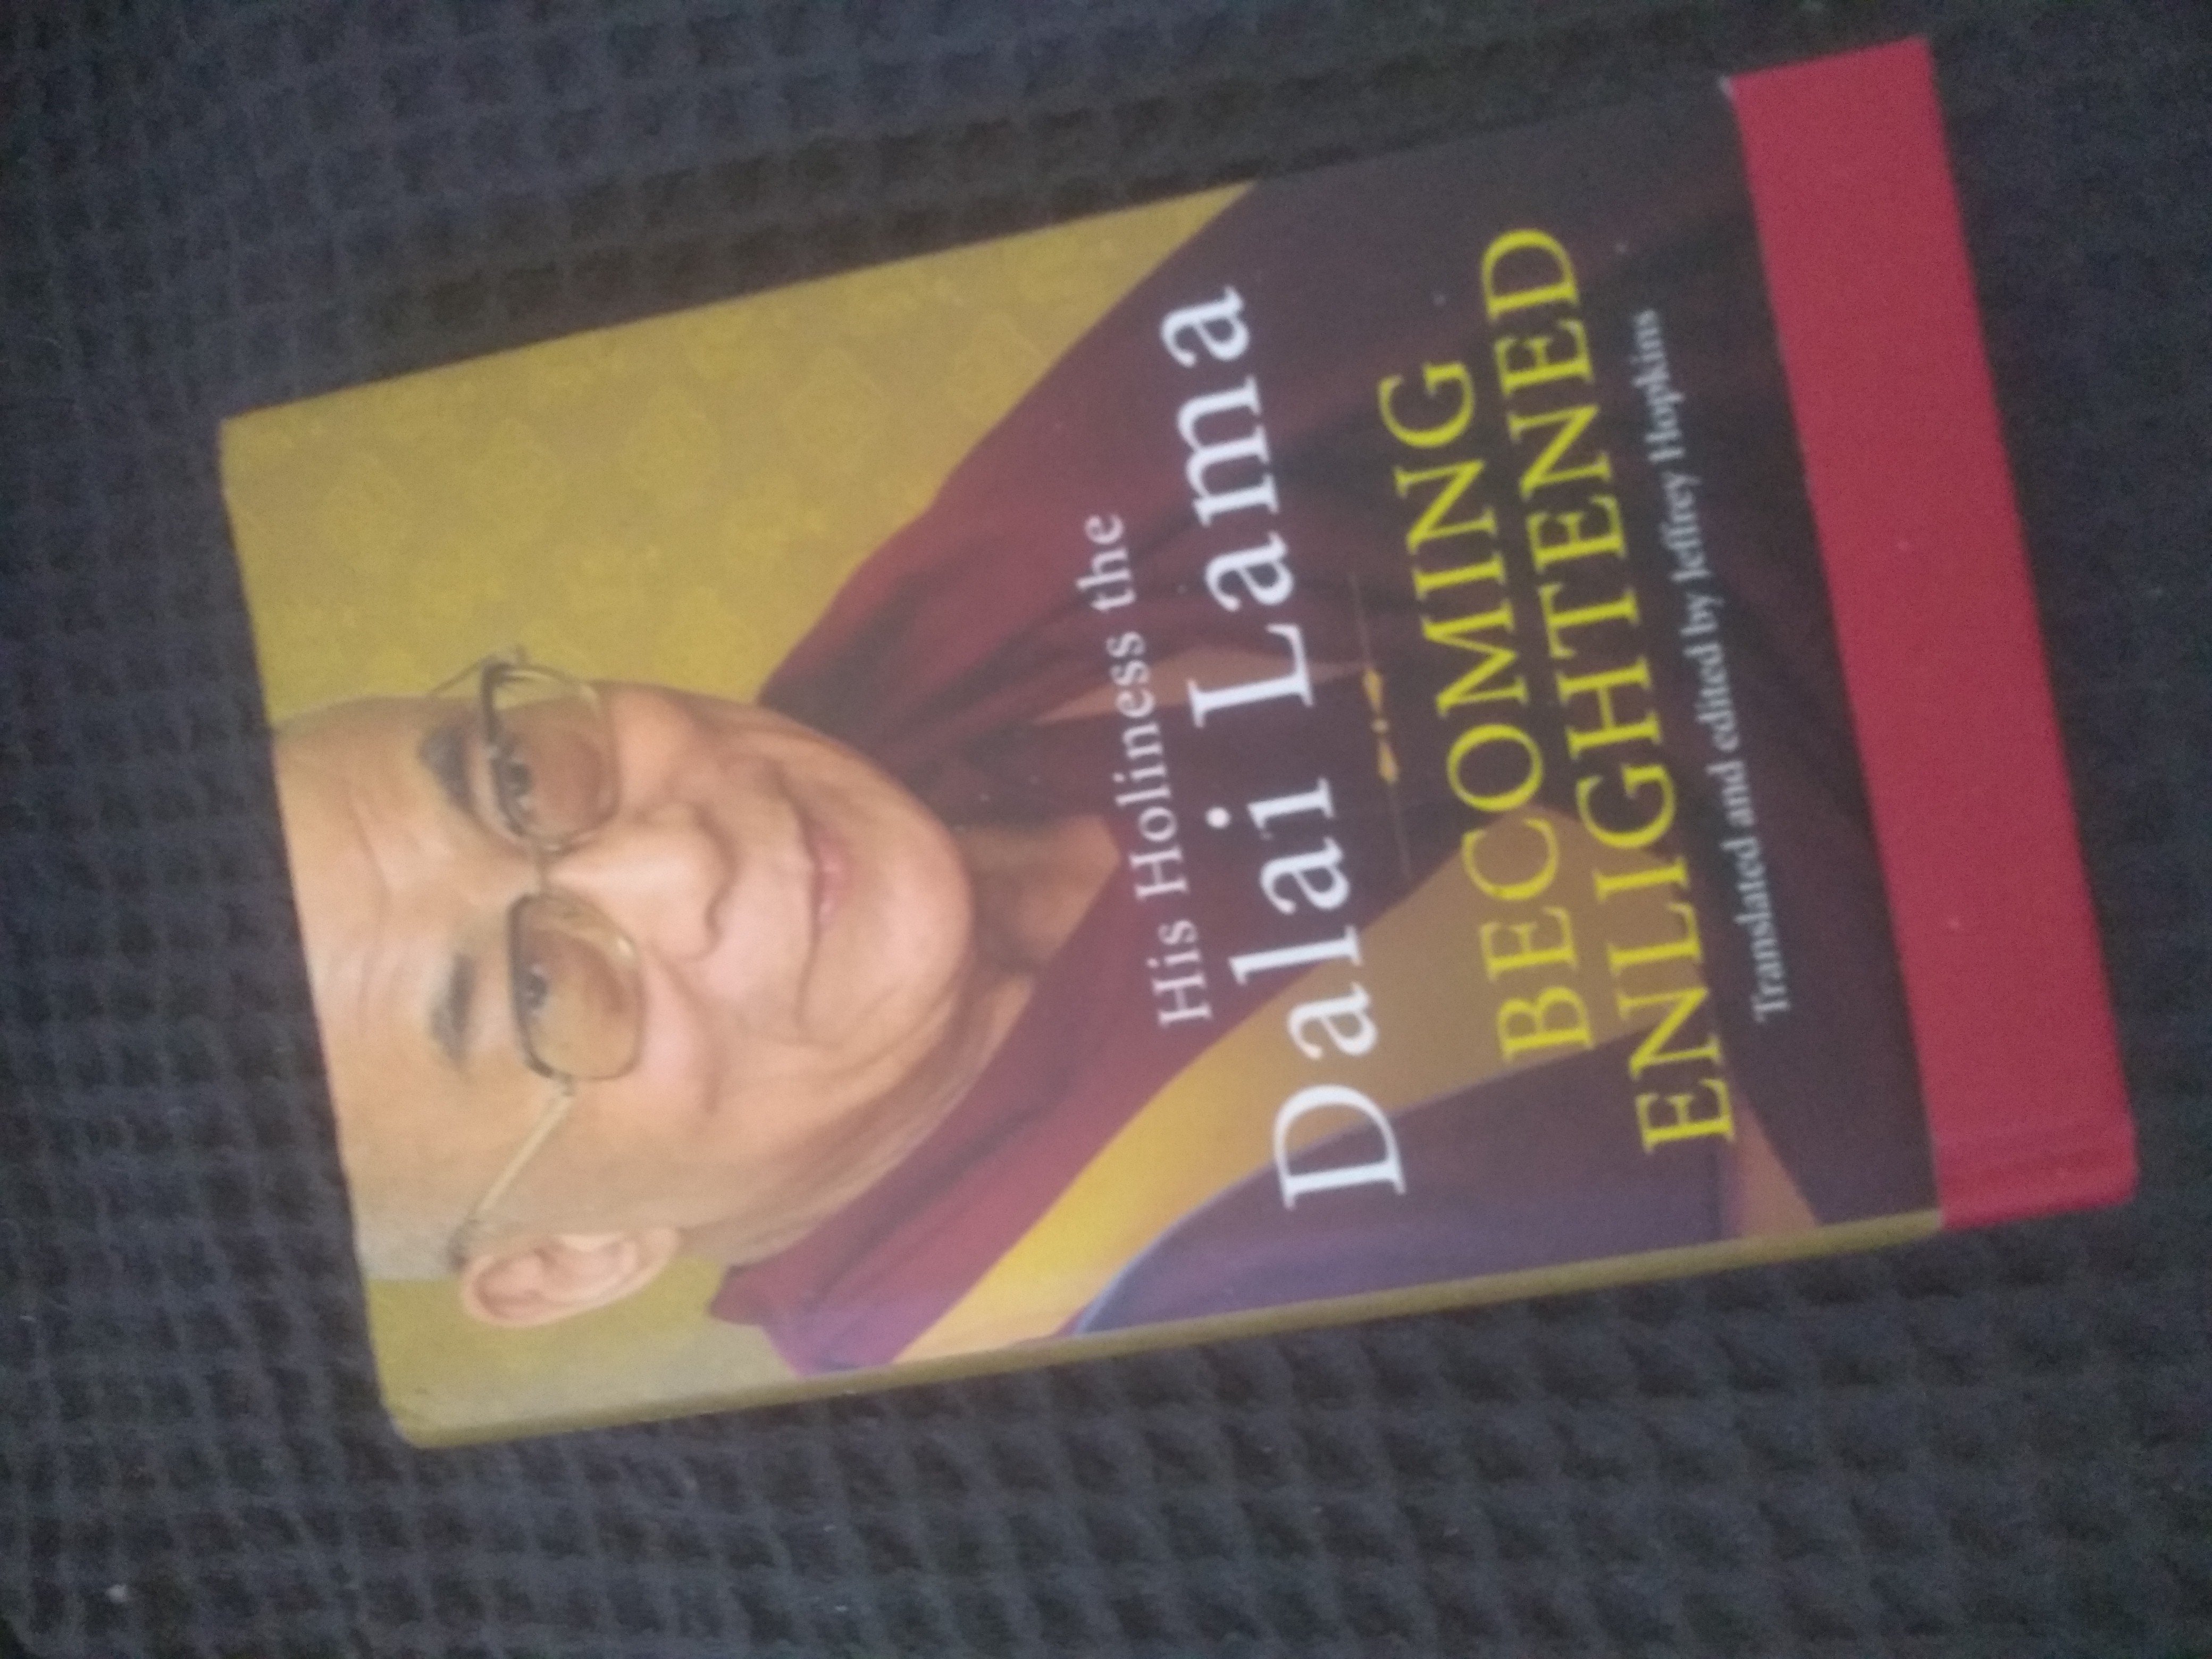 His Holiness the
Dalai Lama
BECOMING
ENLIGHTENED
Translated and edited by Jeffrey Hopkins